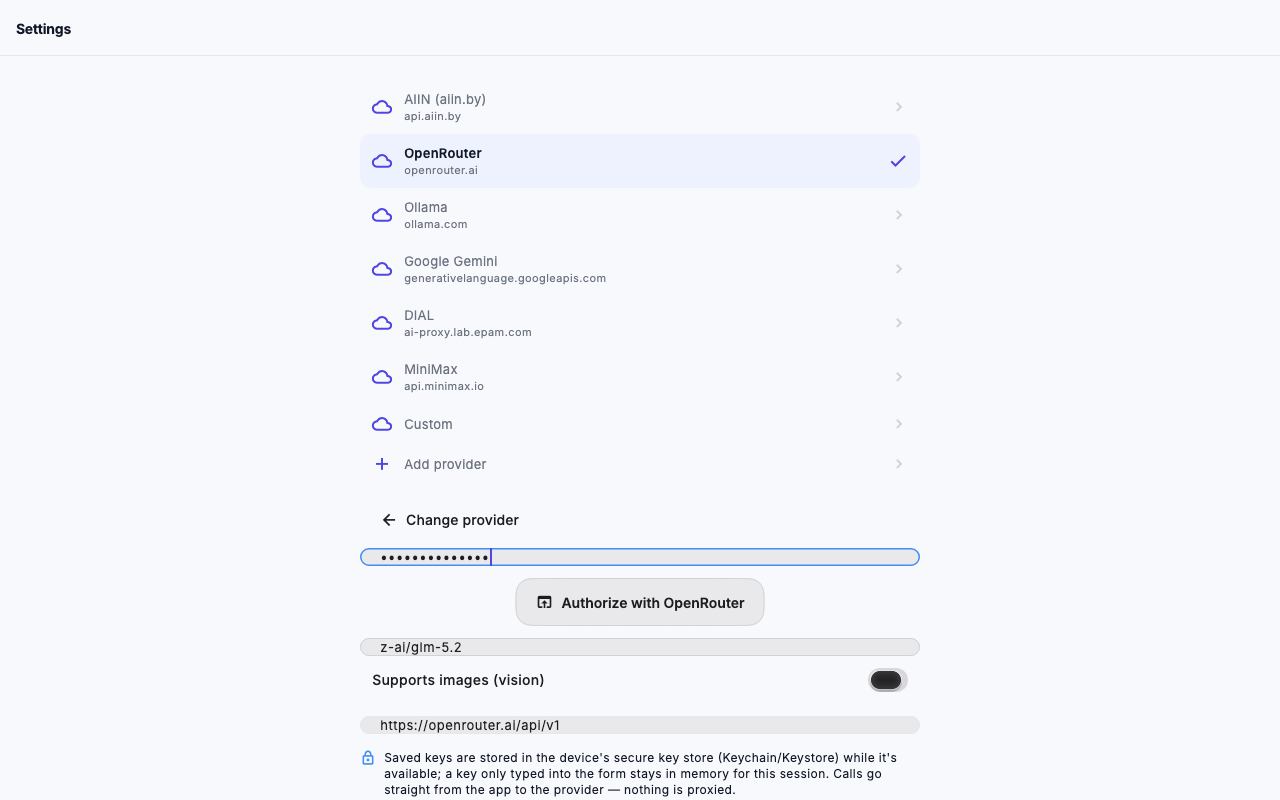 Settings
AIIN (aiin.by)
api.aiin.by
OpenRouter
openrouter.ai
Ollama
ollama.com
Google Gemini
generativelanguage.googleapis.com
DIAL
ai-proxy.lab.epam.com
MiniMax
api.minimax.io
Custom
Add provider
Change provider
••••••••••••••
Authorize with OpenRouter
z-ai/glm-5.2
Supports images (vision)
https://openrouter.ai/api/v1
Saved keys are stored in the device's secure key store (Keychain/Keystore) while it's
available; a key only typed into the form stays in memory for this session. Calls go
straight from the app to the provider — nothing is proxied.